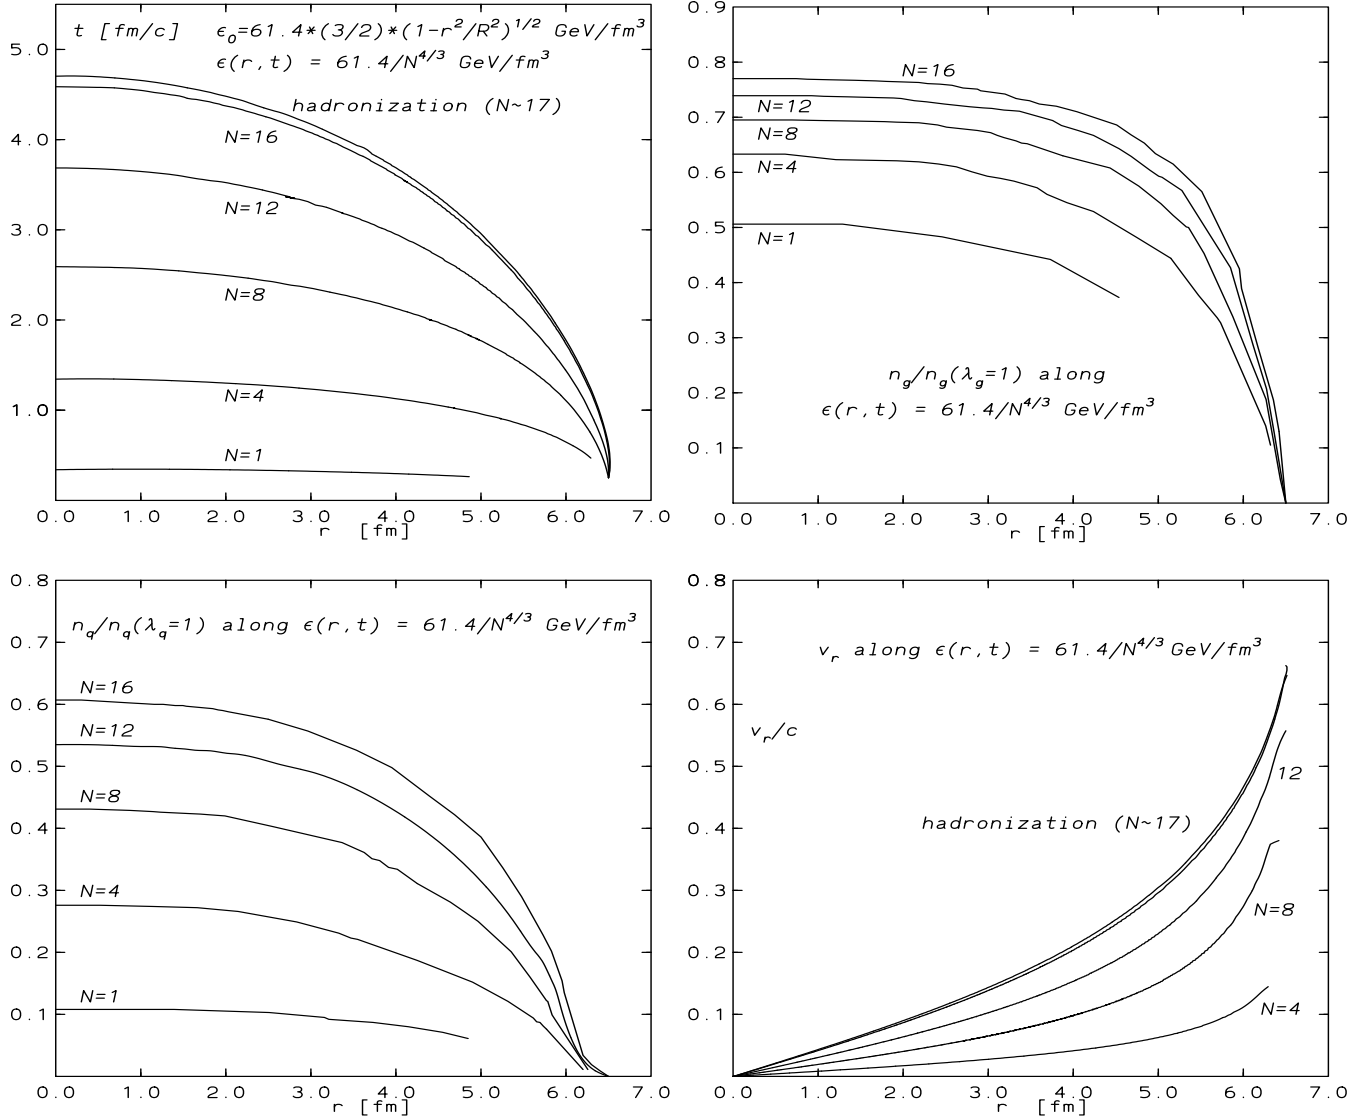 t [fm/c] ϵ₀=61.4*(3/2)*(1-r²/R²)^1/2 GeV/fm³
ϵ(r,t) = 61.4/N^4/3 GeV/fm³
hadronization (N~17)
N=16
N=12
N=8
N=4
N=1
5.0
4.0
3.0
2.0
1.0
0.0 1.0 2.0 3.0 4.0 5.0 6.0 7.0
r [fm]
0.9
0.8
0.7
0.6
0.5
0.4
0.3
0.2
0.1
N=16
N=12
N=8
N=4
N=1
n_g/n_g(λ_g=1) along
ϵ(r,t) = 61.4/N^4/3 GeV/fm³
0.0 1.0 2.0 3.0 4.0 5.0 6.0 7.0
r [fm]
0.8
0.7
0.6
0.5
0.4
0.3
0.2
0.1
n_q/n_q(λ_q=1) along ϵ(r,t) = 61.4/N^4/3 GeV/fm³
N=16
N=12
N=8
N=4
N=1
0.0 1.0 2.0 3.0 4.0 5.0 6.0 7.0
r [fm]
0.8
0.7
0.6
0.5
0.4
0.3
0.2
0.1
v_r along ϵ(r,t) = 61.4/N^4/3 GeV/fm³
v_r/c
12
hadronization (N~17)
N=8
N=4
0.0 1.0 2.0 3.0 4.0 5.0 6.0 7.0
r [fm]